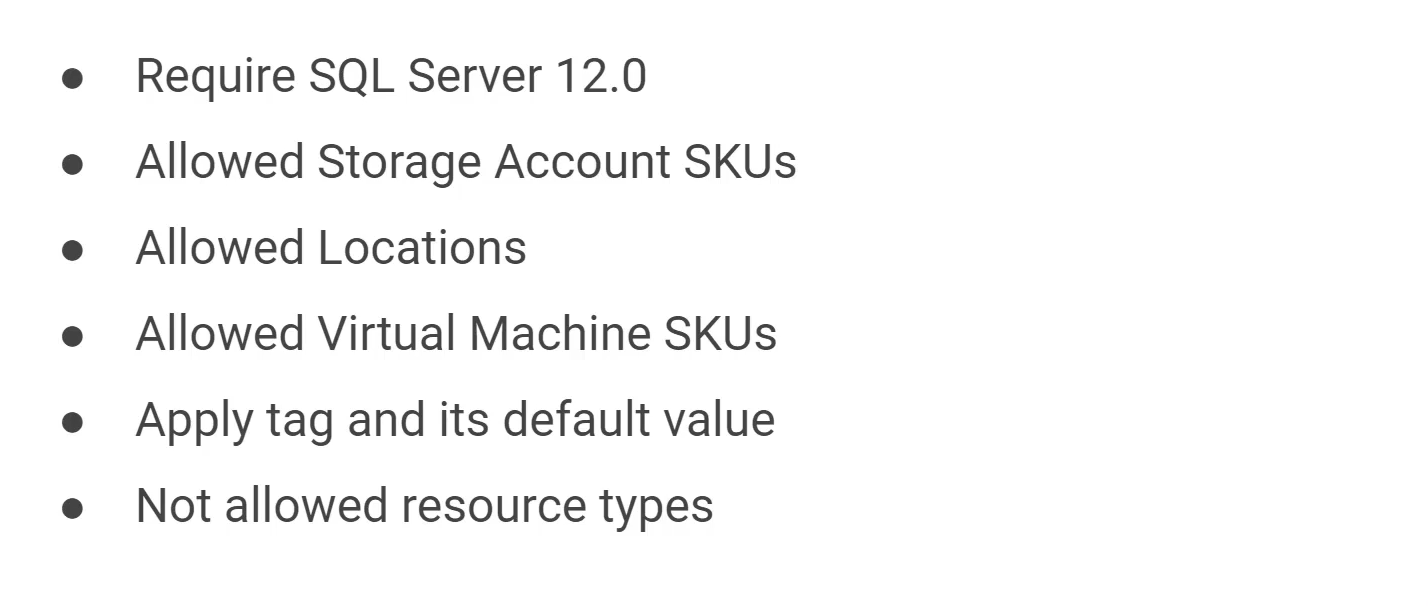 ● Require SQL Server 12.0
● Allowed Storage Account SKUs
● Allowed Locations
● Allowed Virtual Machine SKUs
● Apply tag and its default value
● Not allowed resource types